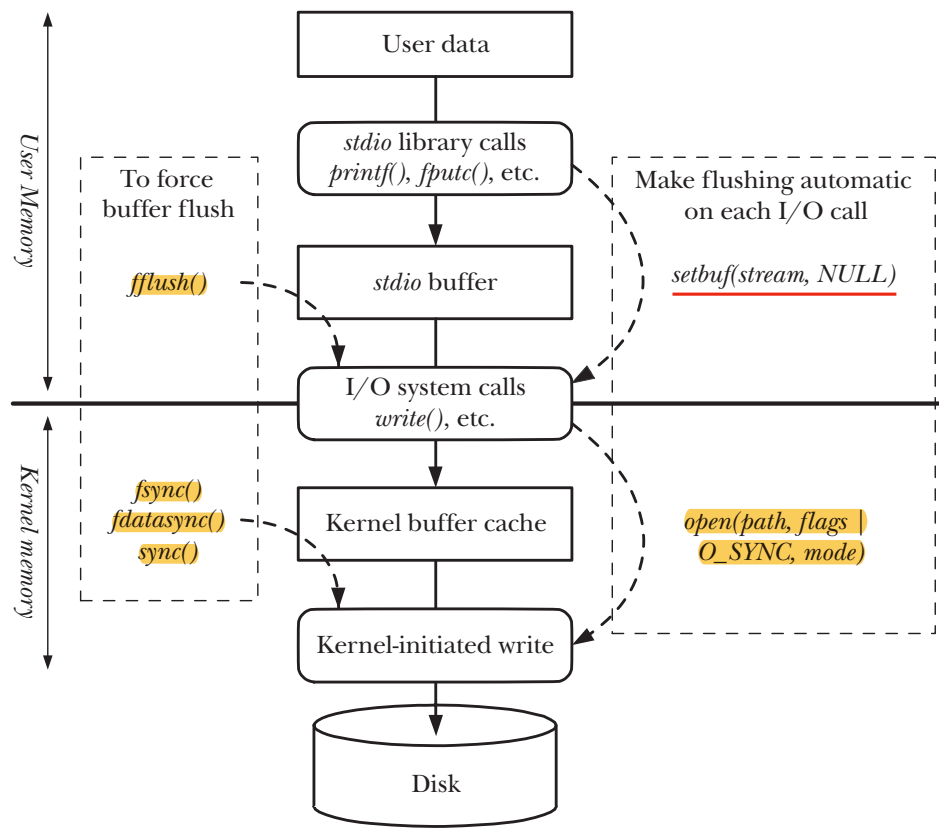 User data
stdio library calls
printf(), fputc(), etc.
User Memory
To force
buffer flush
Make flushing automatic
on each I/O call
fflush()
stdio buffer
setbuf(stream, NULL)
I/O system calls
write(), etc.
Kernel memory
fsync()
fdatasync()
sync()
Kernel buffer cache
open(path, flags |
O_SYNC, mode)
Kernel-initiated write
Disk